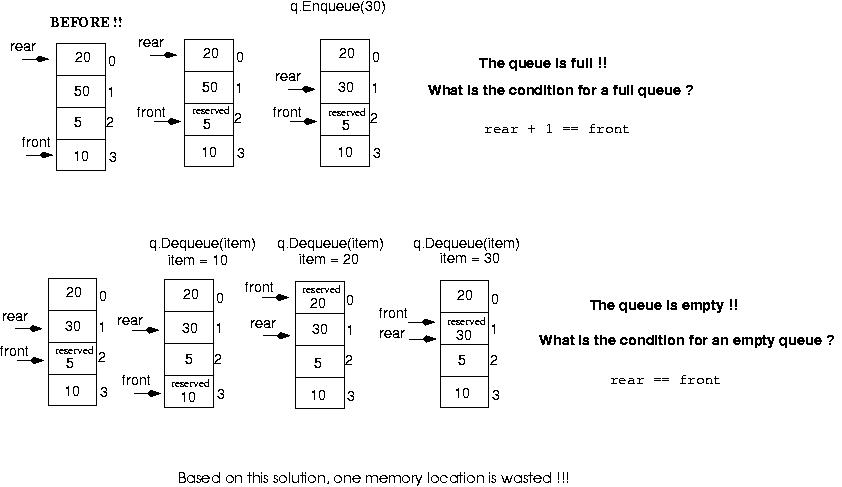 q.Enqueue(30)
BEFORE !!
rear
front
20 0
50 1
5 2
10 3
rear
front
20 0
50 1
reserved
5 2
10 3
rear
front
20 0
30 1
reserved
5 2
10 3
The queue is full !!
What is the condition for a full queue ?
rear + 1 == front
q.Dequeue(item)
item = 10
q.Dequeue(item)
item = 20
q.Dequeue(item)
item = 30
rear
front
20 0
30 1
reserved
5 2
10 3
rear
front
20 0
30 1
5 2
reserved
10 3
front
rear
reserved
20 0
30 1
5 2
10 3
front
rear
20 0
reserved
30 1
5 2
10 3
The queue is empty !!
What is the condition for an empty queue ?
rear == front
Based on this solution, one memory location is wasted !!!